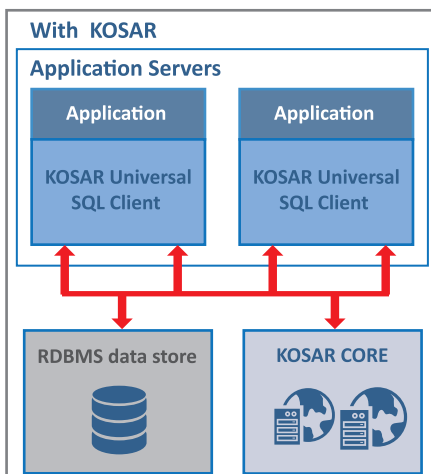 With KOSAR
Application Servers
Application
KOSAR Universal
SQL Client
Application
KOSAR Universal
SQL Client
RDBMS data store
KOSAR CORE